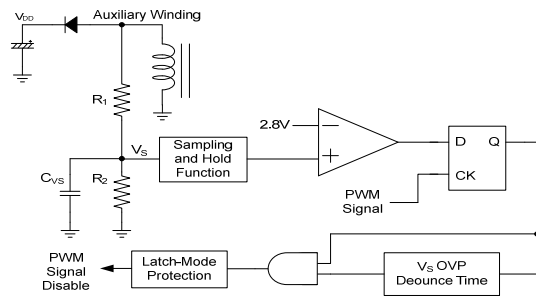 Auxiliary Winding
VDD
R1
VS
CVS
R2
Sampling
and Hold
Function
2.8V
D Q
CK
PWM
Signal
PWM
Signal
Disable
Latch-Mode
Protection
VS OVP
Deounce Time